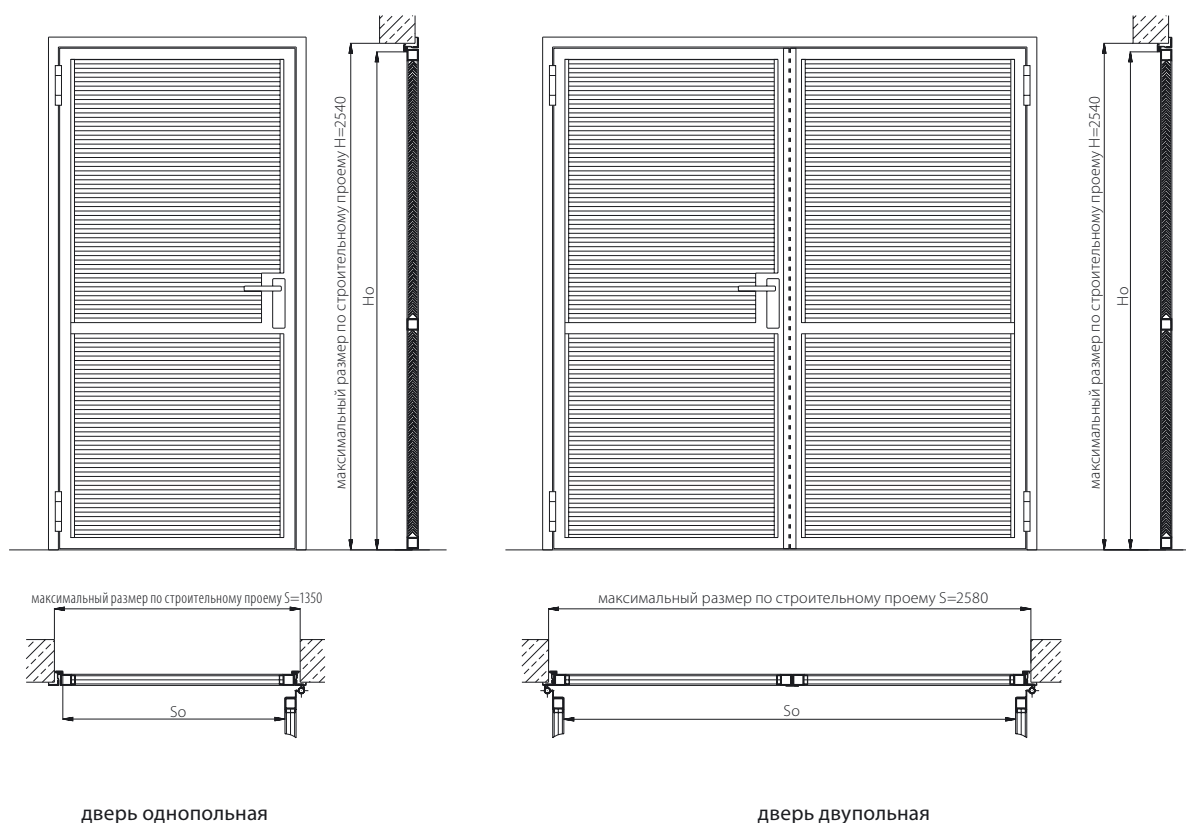 максимальный размер по строительному проему H=2540
Ho
максимальный размер по строительному проему H=2540
Ho
максимальный размер по строительному проему S=1350
максимальный размер по строительному проему S=2580
So
So
дверь однопольная
дверь двупольная